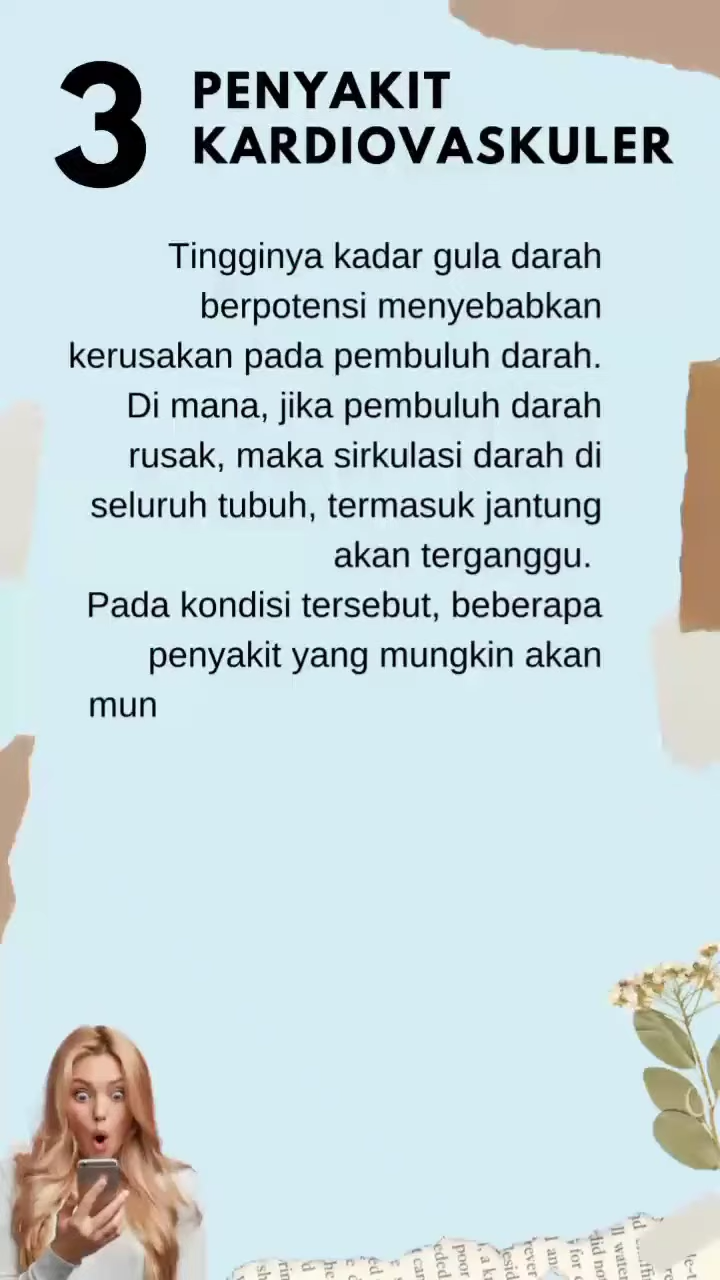 3
PENYAKIT
KARDIOVASKULER
Tingginya kadar gula darah
berpotensi menyebabkan
kerusakan pada pembuluh darah.
Di mana, jika pembuluh darah
rusak, maka sirkulasi darah di
seluruh tubuh, termasuk jantung
akan terganggu.
Pada kondisi tersebut, beberapa
penyakit yang mungkin akan
mun